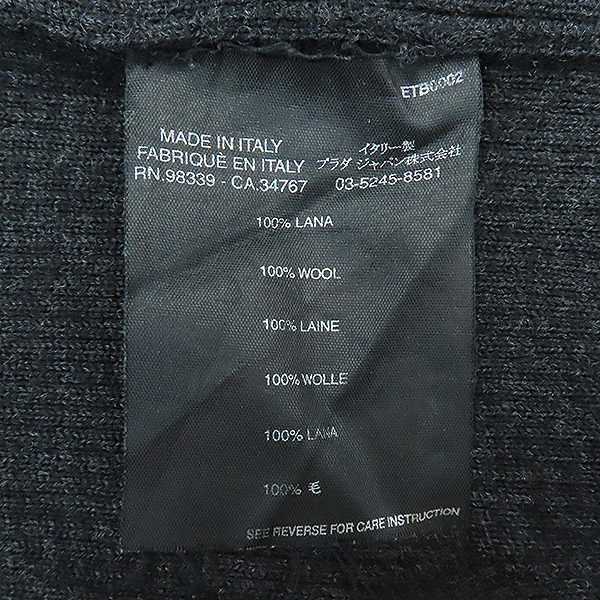 ETB0002
MADE IN ITALY
FABRIQUÈ EN ITALY
RN.98339 - CA.34767
イタリー製
プラダ ジャパン株式会社
03-5245-8581
100% LANA
100% WOOL
100% LAINE
100% WOLLE
100% LANA
100% 毛
SEE REVERSE FOR CARE INSTRUCTION